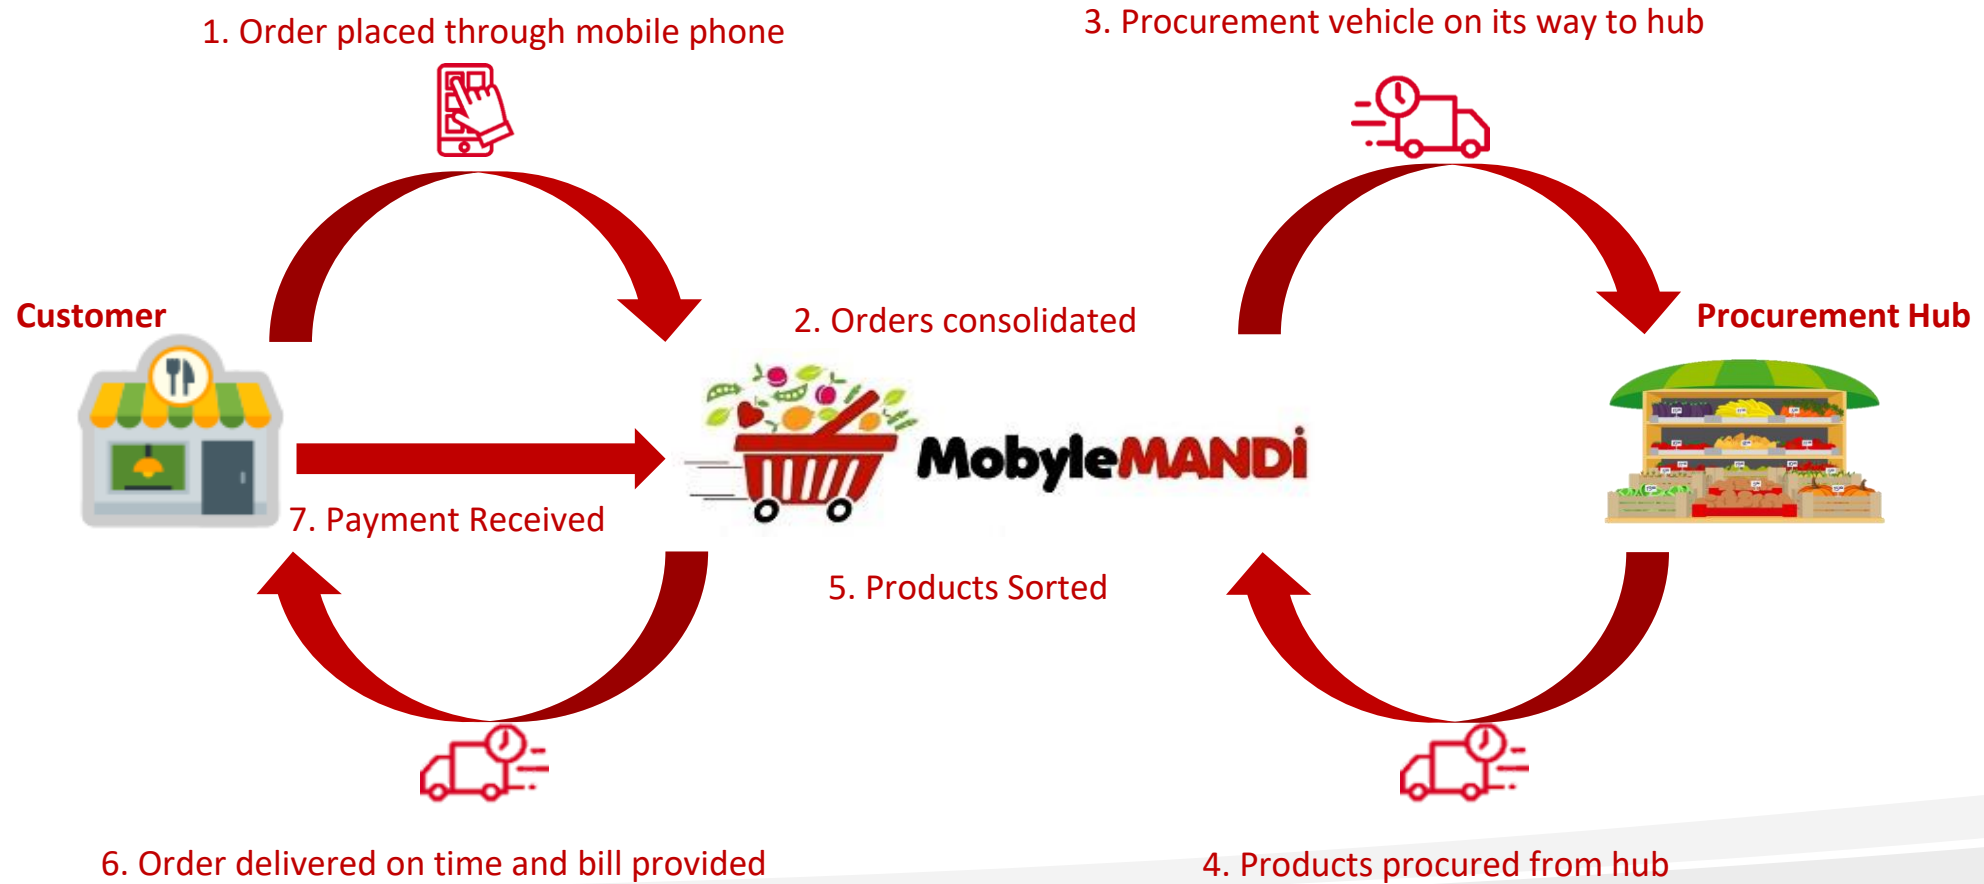 1. Order placed through mobile phone
3. Procurement vehicle on its way to hub
Customer
2. Orders consolidated
Procurement Hub
MobyleMANDİ
7. Payment Received
5. Products Sorted
6. Order delivered on time and bill provided
4. Products procured from hub